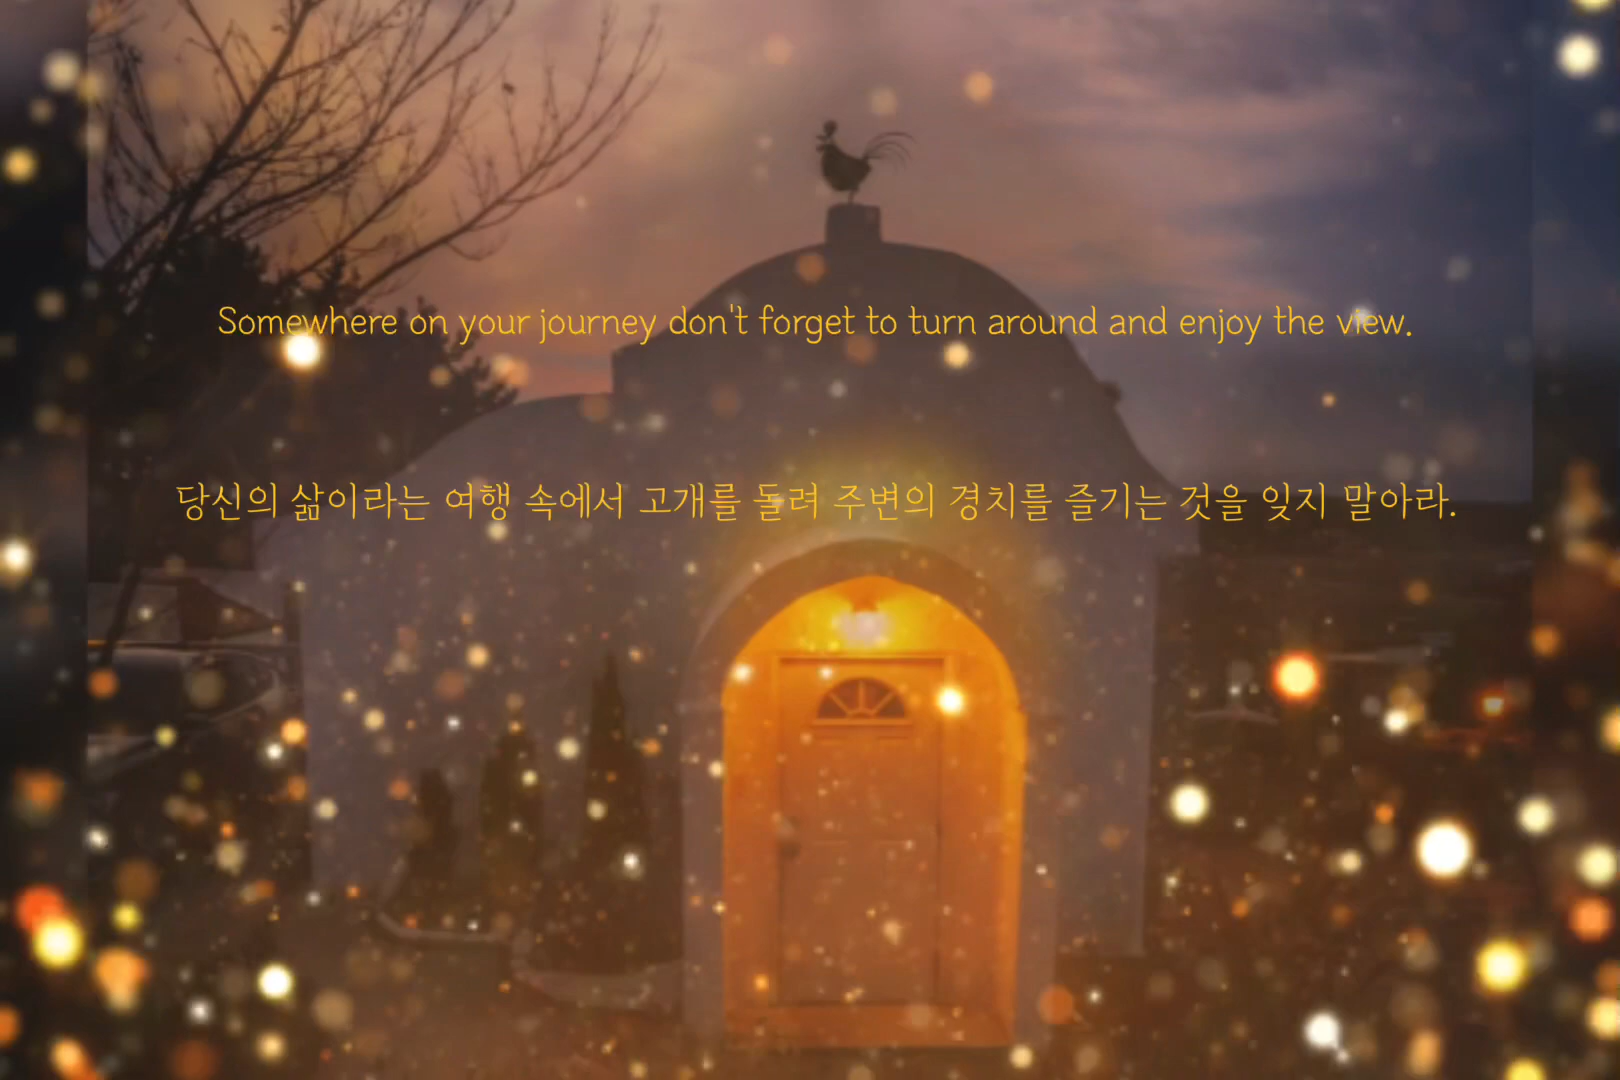 Somewhere on your journey don't forget to turn around and enjoy the view.
당신의 삶이라는 여행 속에서 고개를 돌려 주변의 경치를 즐기는 것을 잊지 말아라.